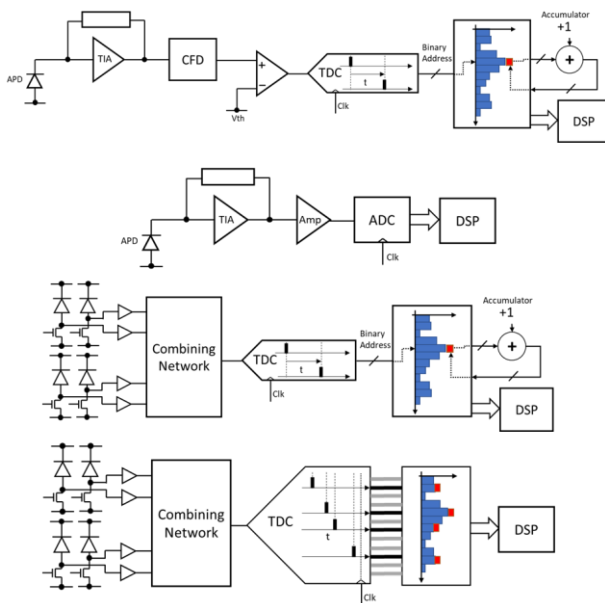 Accumulator
+1
Binary
Address
TIA
CFD
+
−
TDC
t
+
APD
Vth
Clk
DSP
TIA
Amp
ADC
DSP
APD
Clk
Accumulator
+1
Binary
Address
Combining
Network
TDC
t
+
Clk
DSP
Combining
Network
TDC
t
DSP
Clk